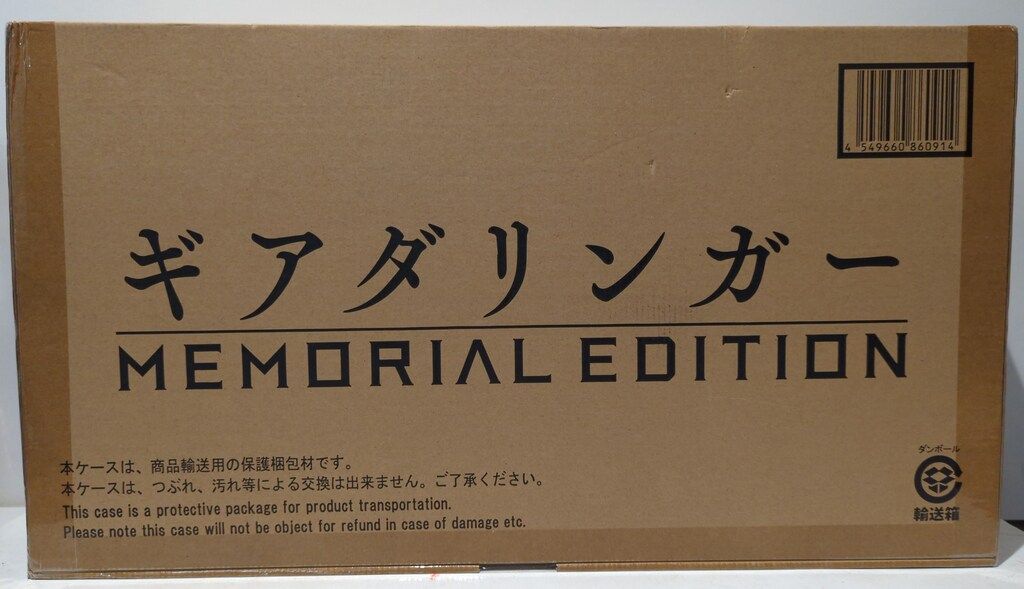 4 549660 860914
ギアダリンガー
MEMORIAL EDITION
本ケースは、商品輸送用の保護梱包材です。
本ケースは、つぶれ、汚れ等による交換は出来ません。ご了承ください。
This case is a protective package for product transportation.
Please note this case will not be object for refund in case of damage etc.
ダンボール
輸送箱